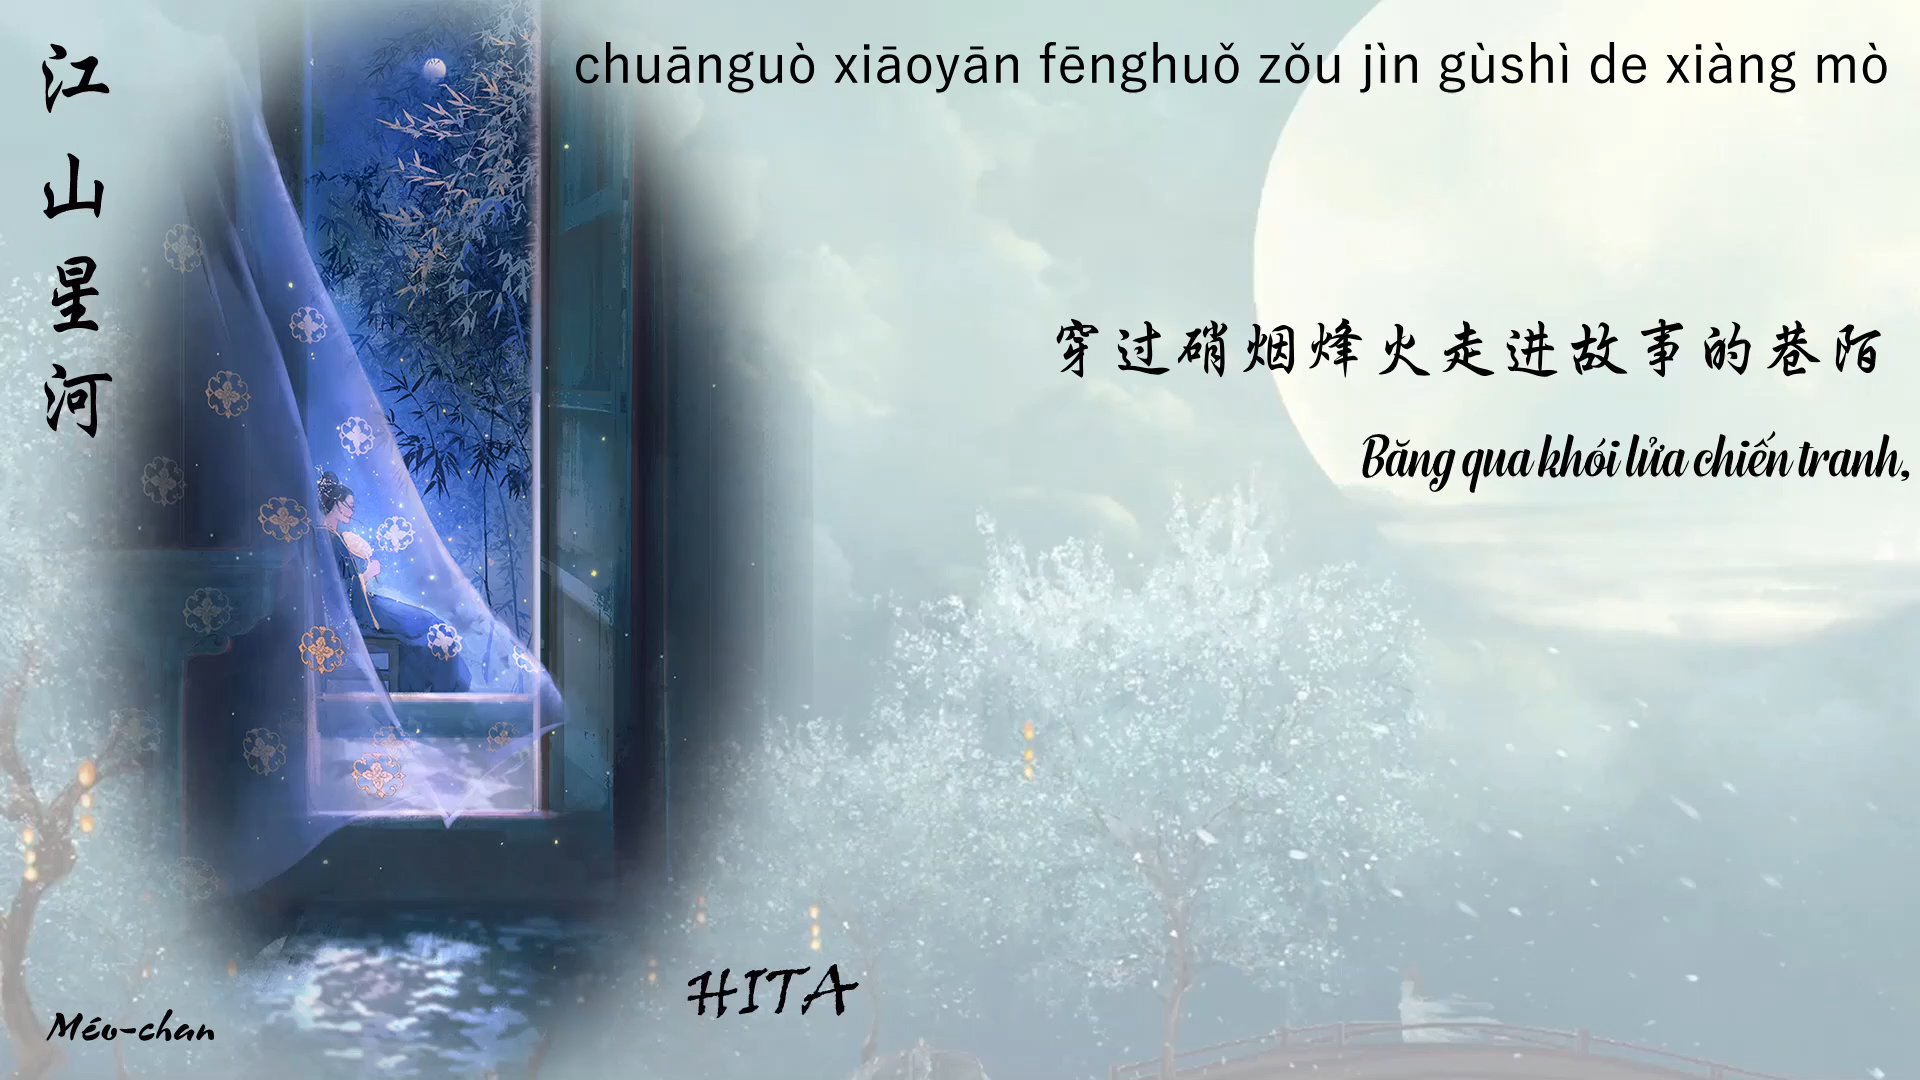 江山星河
chuānguò xiāoyān fēnghuǒ zǒu jìn gùshì de xiàng mò
穿过硝烟烽火走进故事的巷陌
Băng qua khói lửa chiến tranh,
HITA
Méo-chan